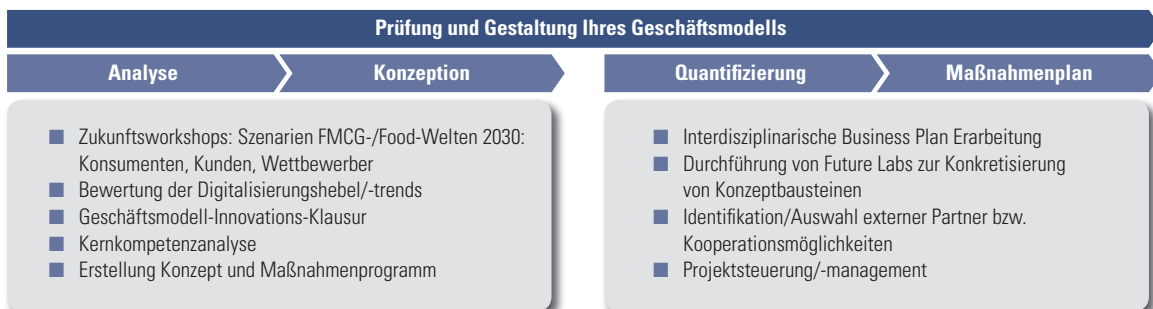 Prüfung und Gestaltung Ihres Geschäftsmodells
Analyse
Konzeption
Zukunftsworkshops: Szenarien FMCG-/Food-Welten 2030:
Konsumenten, Kunden, Wettbewerber
Bewertung der Digitalisierungshebel/-trends
Geschäftsmodell-Innovations-Klausur
Kernkompetenzanalyse
Erstellung Konzept und Maßnahmenprogramm
Quantifizierung
Maßnahmenplan
Interdisziplinarische Business Plan Erarbeitung
Durchführung von Future Labs zur Konkretisierung
von Konzeptbausteinen
Identifikation/Auswahl externer Partner bzw.
Kooperationsmöglichkeiten
Projektsteuerung/-management